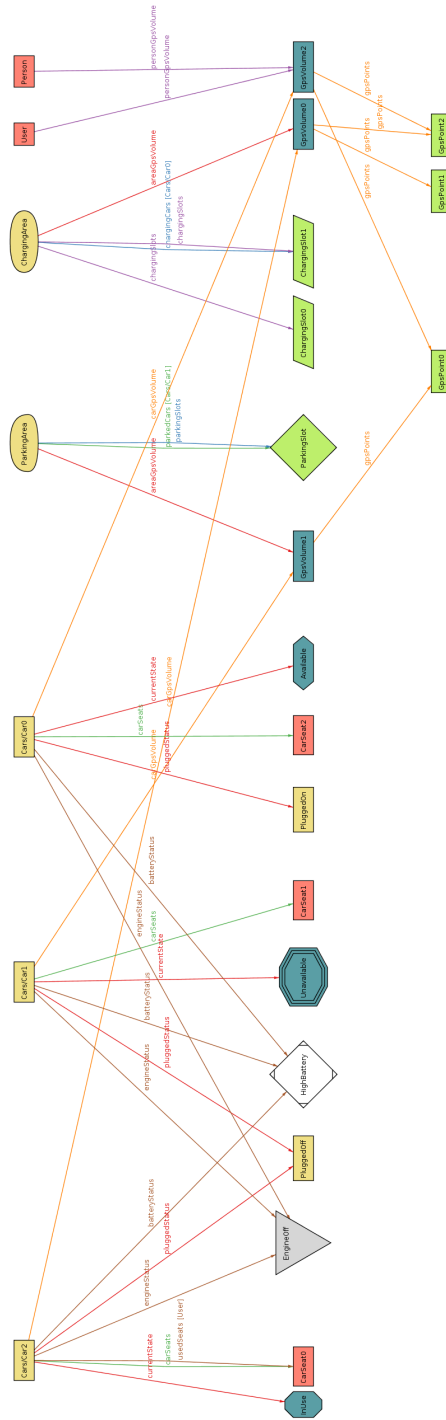 Person
User
ChargingArea
ParkingArea
Cars/Car0
Cars/Car1
Cars/Car2
personGpsVolume
personGpsVolume
areaGpsVolume
chargingCars [Cars/Car0]
chargingSlots
chargingSlots
carGpsVolume
parkedCars [Cars/Car1]
parkingSlots
areaGpsVolume
currentState
carGpsVolume
carSeats
pluggedStatus
carGpsVolume
batteryStatus
engineStatus
carSeats
currentState
batteryStatus
pluggedStatus
engineStatus
batteryStatus
pluggedStatus
engineStatus
usedSeats [User]
carSeats
currentState
GpsVolume2
GpsVolume0
ChargingSlot1
ChargingSlot0
ParkingSlot
GpsVolume1
Available
CarSeat2
PluggedOn
CarSeat1
Unavailable
HighBattery
PluggedOff
EngineOff
CarSeat0
InUse
gpsPoints
gpsPoints
gpsPoints
gpsPoints
gpsPoints
GpsPoint2
GpsPoint1
GpsPoint0